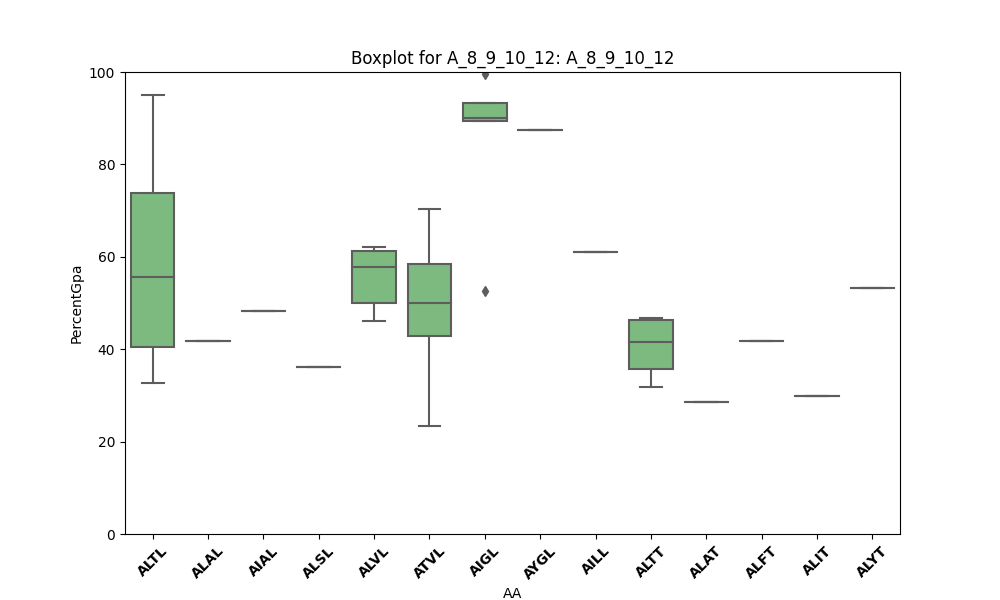 Boxplot for A_8_9_10_12: A_8_9_10_12
PercentGpa
100
80
60
40
20
0
ALTL ALAL AIAL ALSL ALVL ATVL AIGL AYGL AILL ALTT ALAT ALFT ALIT ALYT
AA